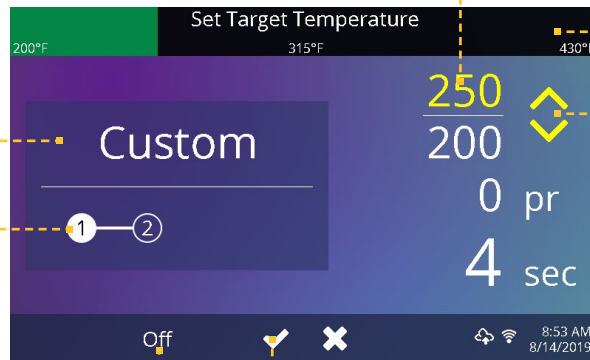 Set Target Temperature
200°F 315°F 430°F
250
200
Custom
0 pr
1 2
4 sec
Off
8:53 AM
8/14/2019